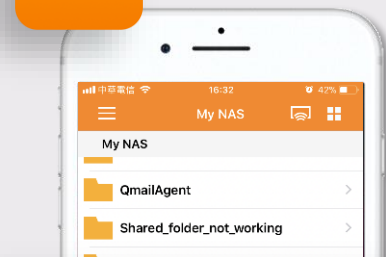 中華電信 16:32 42%
My NAS
My NAS
QmailAgent
Shared_folder_not_working